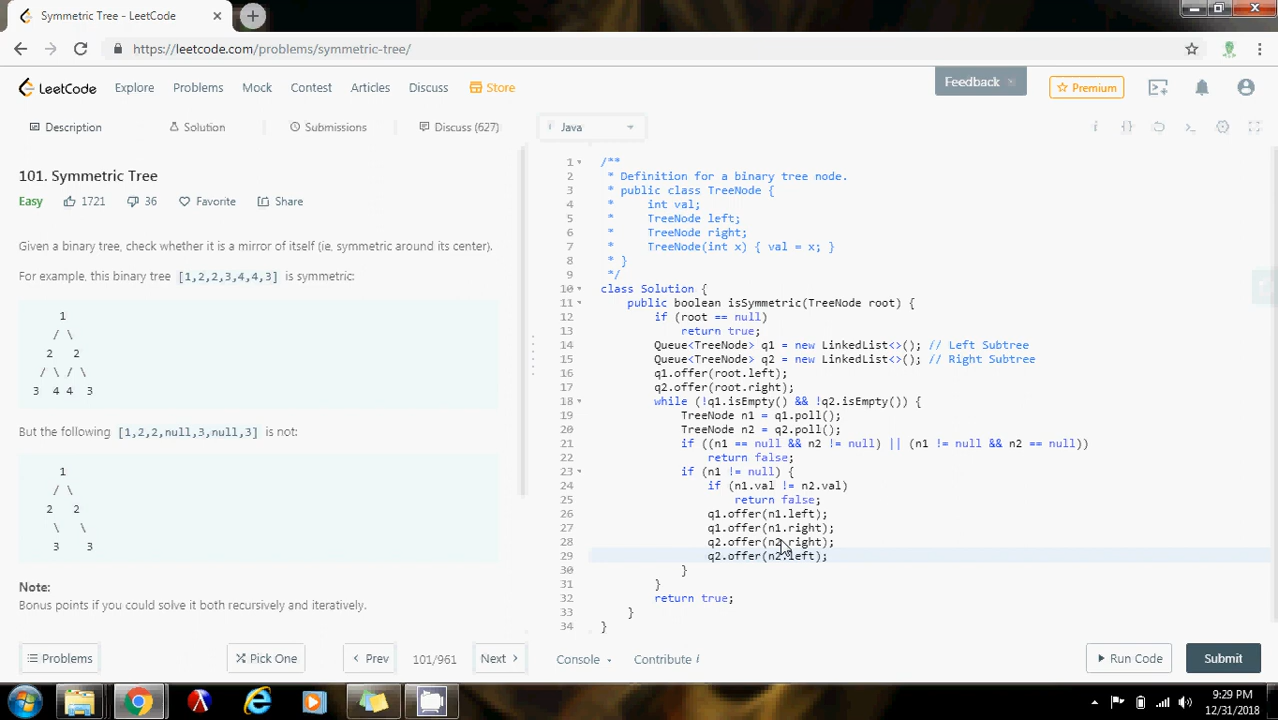 Symmetric Tree - LeetCode
https://leetcode.com/problems/symmetric-tree/
LeetCode Explore Problems Mock Contest Articles Discuss Store Feedback Premium
Description Solution Submissions Discuss (627) Java
101. Symmetric Tree
Easy 1721 36 Favorite Share
Given a binary tree, check whether it is a mirror of itself (ie, symmetric around its center).
For example, this binary tree [1,2,2,3,4,4,3] is symmetric:
1
/ \
2 2
/ \ / \
3 4 4 3
But the following [1,2,2,null,3,null,3] is not:
1
/ \
2 2
\ \
3 3
Note:
Bonus points if you could solve it both recursively and iteratively.
1 /**
2 * Definition for a binary tree node.
3 * public class TreeNode {
4 *     int val;
5 *     TreeNode left;
6 *     TreeNode right;
7 *     TreeNode(int x) { val = x; }
8 * }
9 */
10 class Solution {
11     public boolean isSymmetric(TreeNode root) {
12         if (root == null)
13             return true;
14         Queue<TreeNode> q1 = new LinkedList<>(); // Left Subtree
15         Queue<TreeNode> q2 = new LinkedList<>(); // Right Subtree
16         q1.offer(root.left);
17         q2.offer(root.right);
18         while (!q1.isEmpty() && !q2.isEmpty()) {
19             TreeNode n1 = q1.poll();
20             TreeNode n2 = q2.poll();
21             if ((n1 == null && n2 != null) || (n1 != null && n2 == null))
22                 return false;
23             if (n1 != null) {
24                 if (n1.val != n2.val)
25                     return false;
26                 q1.offer(n1.left);
27                 q1.offer(n1.right);
28                 q2.offer(n2.right);
29                 q2.offer(n2.left);
30             }
31         }
32         return true;
33     }
34 }
Problems Pick One Prev 101/961 Next Console Contribute i Run Code Submit
9:29 PM
12/31/2018